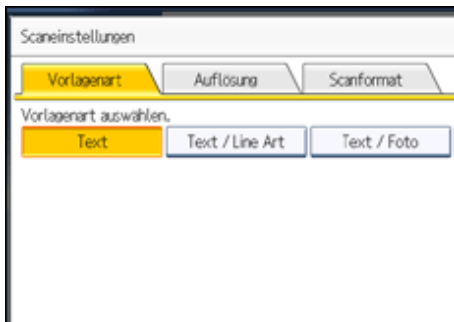 Scaneinstellungen
Vorlagenart Auflösung Scanformat
Vorlagenart auswählen.
Text Text / Line Art Text / Foto